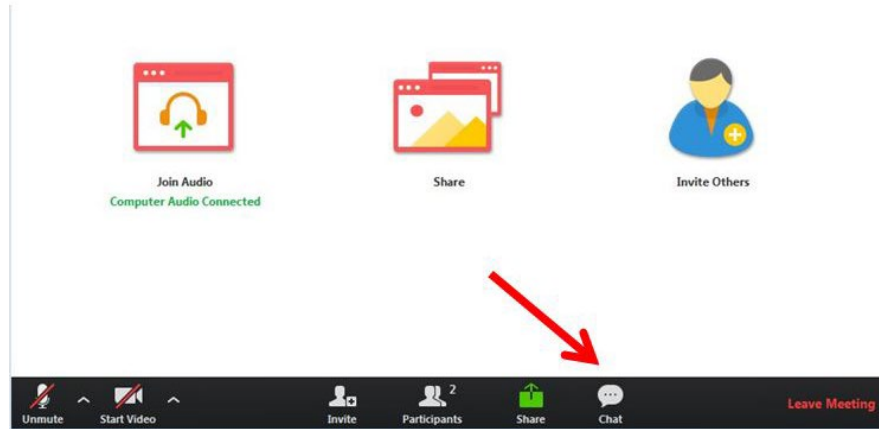 Join Audio
Computer Audio Connected
Share
Invite Others
Unmute
Start Video
Invite
Participants
2
Share
Chat
Leave Meeting